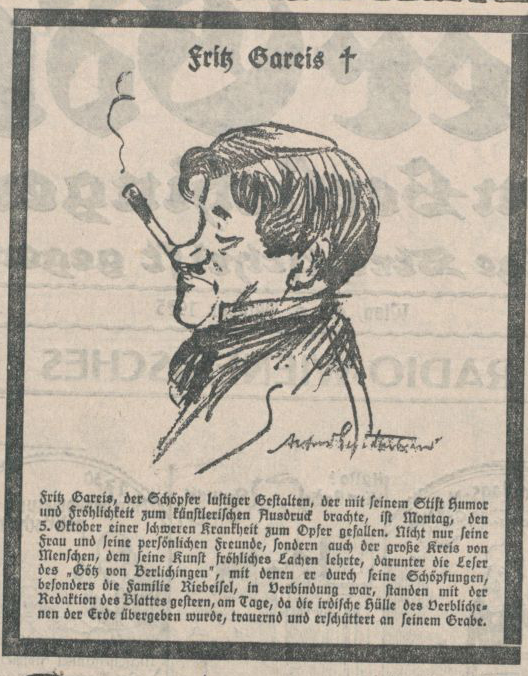 Fritz Gareis †
Fritz Gareis, der Schöpfer lustiger Gestalten, der mit seinem Stift Humor
und Fröhlichkeit zum künstlerischen Ausdruck brachte, ist Montag, den
5. Oktober einer schweren Krankheit zum Opfer gefallen. Nicht nur seine
Frau und seine persönlichen Freunde, sondern auch der große Kreis von
Menschen, dem seine Kunst fröhliches Lachen lehrte, darunter die Leser
des „Götz von Berlichingen", mit denen er durch seine Schöpfungen,
besonders die Familie Riebeisel, in Verbindung war, standen mit der
Redaktion des Blattes gestern, am Tage, da die irdische Hülle des Verbliche-
nen der Erde übergeben wurde, trauernd und erschüttert an seinem Grabe.